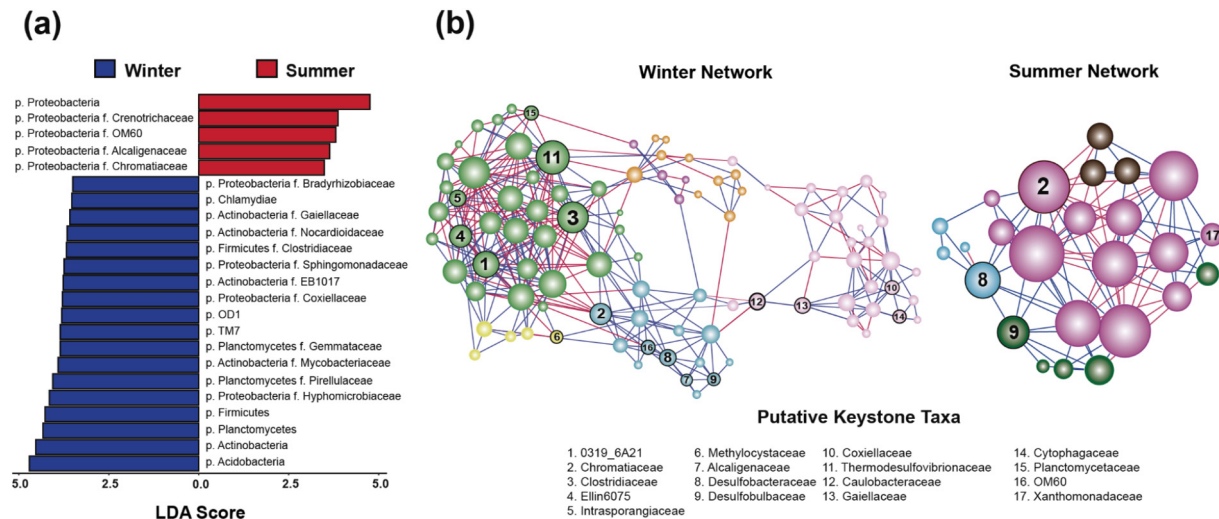 (a)
Winter
Summer
p. Proteobacteria
p. Proteobacteria f. Crenotrichaceae
p. Proteobacteria f. OM60
p. Proteobacteria f. Alcaligenaceae
p. Proteobacteria f. Chromatiaceae
p. Proteobacteria f. Bradyrhizobiaceae
p. Chlamydiae
p. Actinobacteria f. Gaiellaceae
p. Actinobacteria f. Nocardioidaceae
p. Firmicutes f. Clostridiaceae
p. Proteobacteria f. Sphingomonadaceae
p. Actinobacteria f. EB1017
p. Proteobacteria f. Coxiellaceae
p. OD1
p. TM7
p. Planctomycetes f. Gemmataceae
p. Actinobacteria f. Mycobacteriaceae
p. Planctomycetes f. Pirellulaceae
p. Proteobacteria f. Hyphomicrobiaceae
p. Firmicutes
p. Planctomycetes
p. Actinobacteria
p. Acidobacteria
5.0 2.5 0.0 2.5 5.0
LDA Score
(b)
Winter Network
15
11
5
3
4
1
2
6
16
8
7
9
12
13
10
14
Summer Network
2
17
8
9
Putative Keystone Taxa
1. 0319_6A21
2. Chromatiaceae
3. Clostridiaceae
4. Ellin6075
5. Intrasporangiaceae
6. Methylocystaceae
7. Alcaligenaceae
8. Desulfobacteraceae
9. Desulfobulbaceae
10. Coxiellaceae
11. Thermodesulfovibrionaceae
12. Caulobacteraceae
13. Gaiellaceae
14. Cytophagaceae
15. Planctomycetaceae
16. OM60
17. Xanthomonadaceae